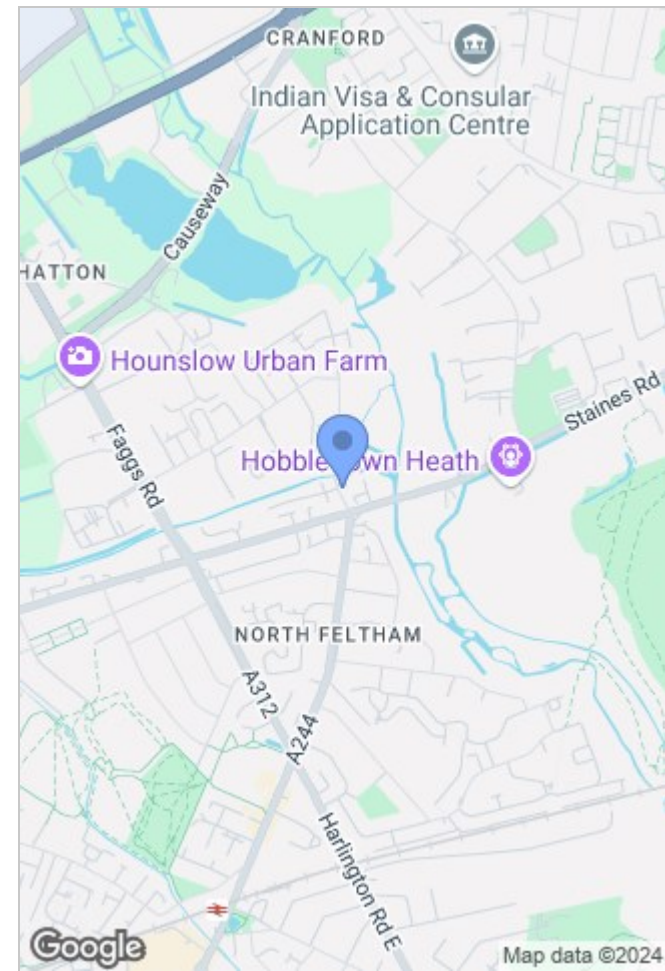 CRANFORD
Indian Visa & Consular
Application Centre
Causeway
HATTON
Hounslow Urban Farm
Staines Rd
Faggs Rd
Heath
NORTH FELTHAM
A312
A244
Harlington Rd E
Google
Map data ©2024